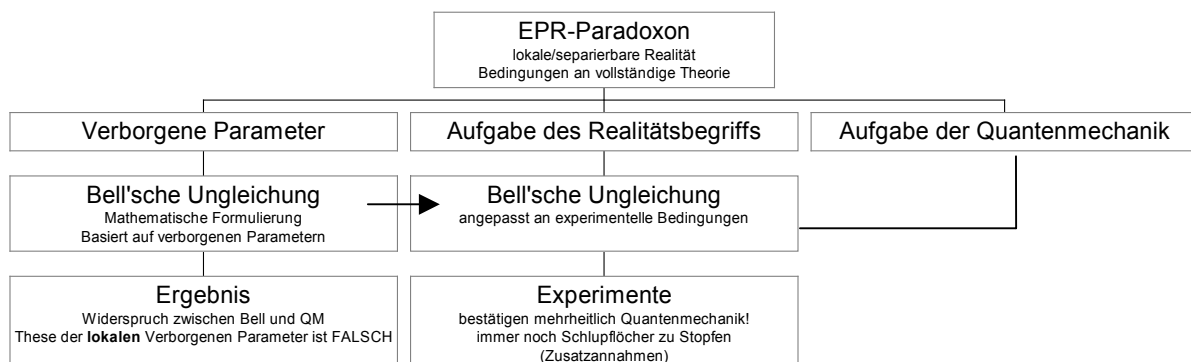 EPR-Paradoxon
lokale/separierbare Realität
Bedingungen an vollständige Theorie
Verborgene Parameter
Aufgabe des Realitätsbegriffs
Aufgabe der Quantenmechanik
Bell'sche Ungleichung
Mathematische Formulierung
Basiert auf verborgenen Parametern
Bell'sche Ungleichung
angepasst an experimentelle Bedingungen
Ergebnis
Widerspruch zwischen Bell und QM
These der lokalen Verborgenen Parameter ist FALSCH
Experimente
bestätigen mehrheitlich Quantenmechanik!
immer noch Schlupflöcher zu Stopfen
(Zusatzannahmen)